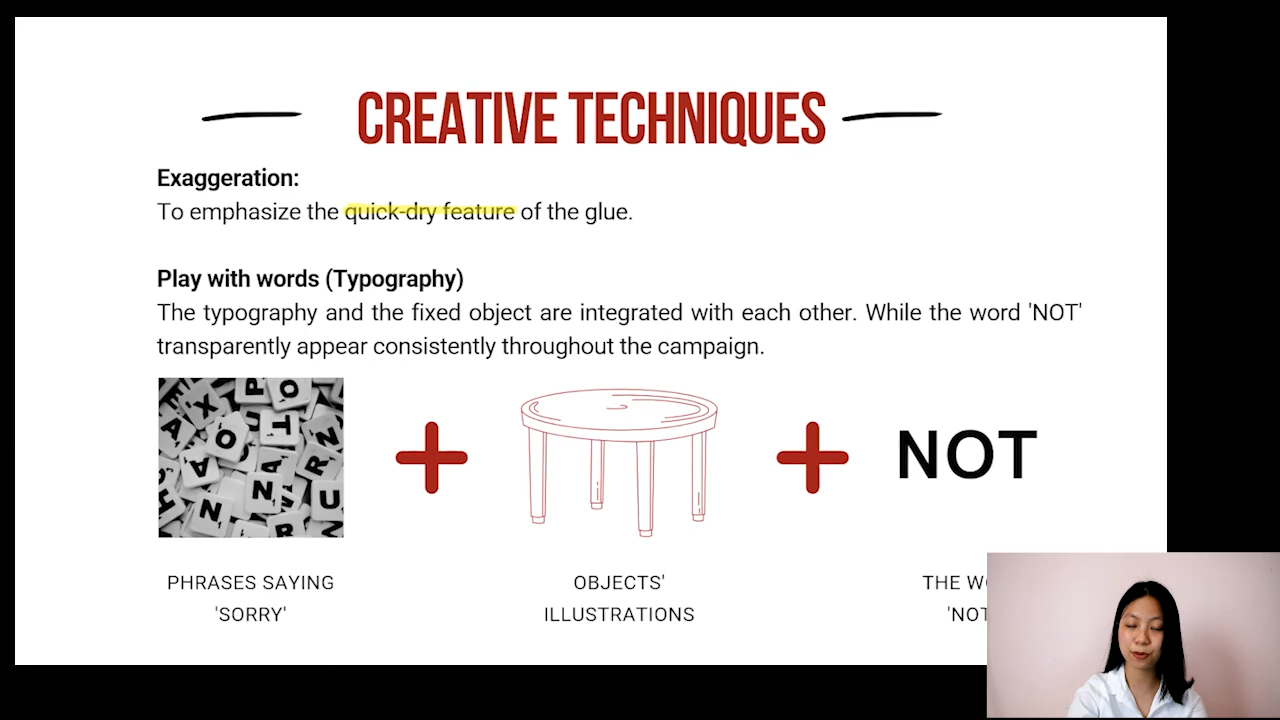 CREATIVE TECHNIQUES
Exaggeration:
To emphasize the quick-dry feature of the glue.
Play with words (Typography)
The typography and the fixed object are integrated with each other. While the word 'NOT'
transparently appear consistently throughout the campaign.
NOT
PHRASES SAYING
'SORRY'
OBJECTS'
ILLUSTRATIONS
THE
'NOT